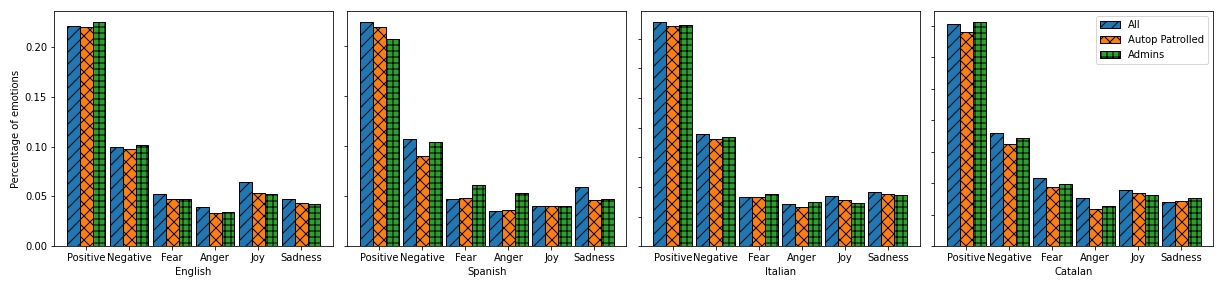 Percentage of emotions
0.20
0.15
0.10
0.05
0.00
Positive Negative Fear Anger Joy Sadness
English
Positive Negative Fear Anger Joy Sadness
Spanish
Positive Negative Fear Anger Joy Sadness
Italian
All
Autop Patrolled
Admins
Positive Negative Fear Anger Joy Sadness
Catalan